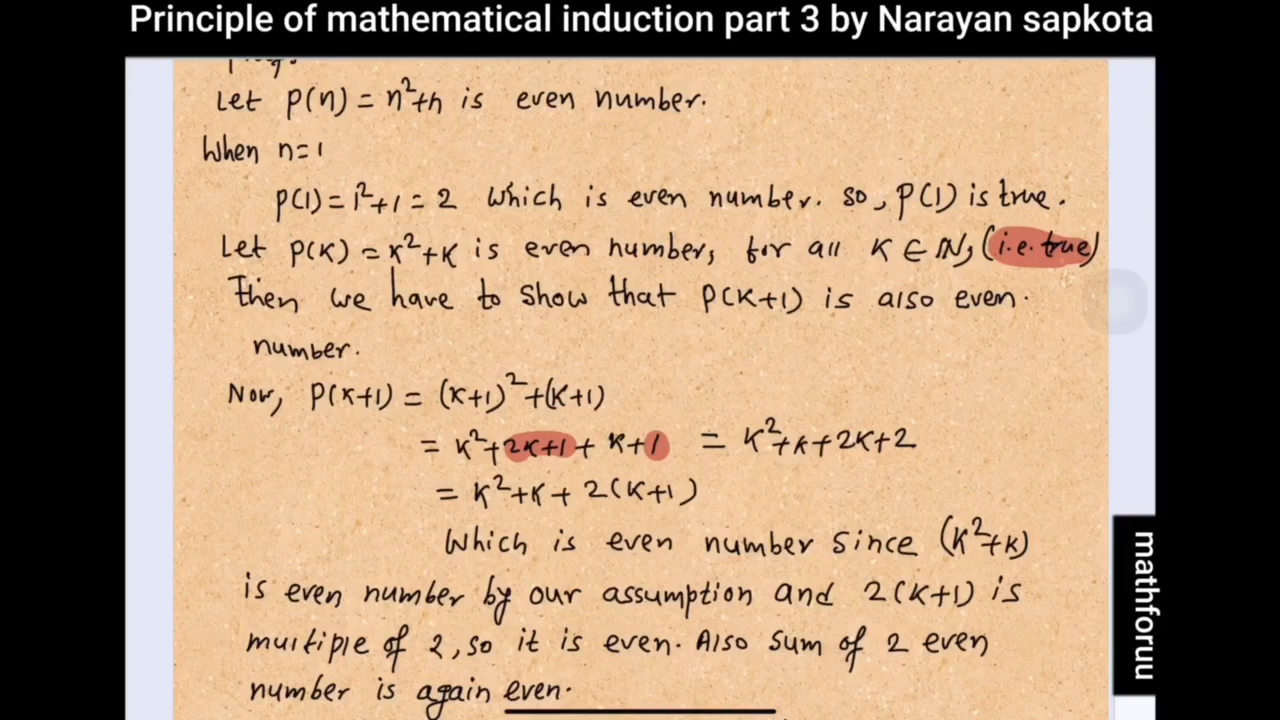 Principle of mathematical induction part 3 by Narayan sapkota
Let P(n) = n²+n is even number.
When n=1
P(1) = 1²+1 = 2 Which is even number. so, P(1) is true.
Let P(K) = K²+K is even number, for all K ∈ ℕ, (i.e. true)
Then we have to show that P(K+1) is also even.
number.
Now, P(K+1) = (K+1)²+(K+1)
= K²+2K+1+ K+1 = K²+K+2K+2
= K²+K+ 2(K+1)
Which is even number since (K²+K)
is even number by our assumption and 2(K+1) is
multiple of 2, so it is even. Also sum of 2 even
number is again even.
mathforuu